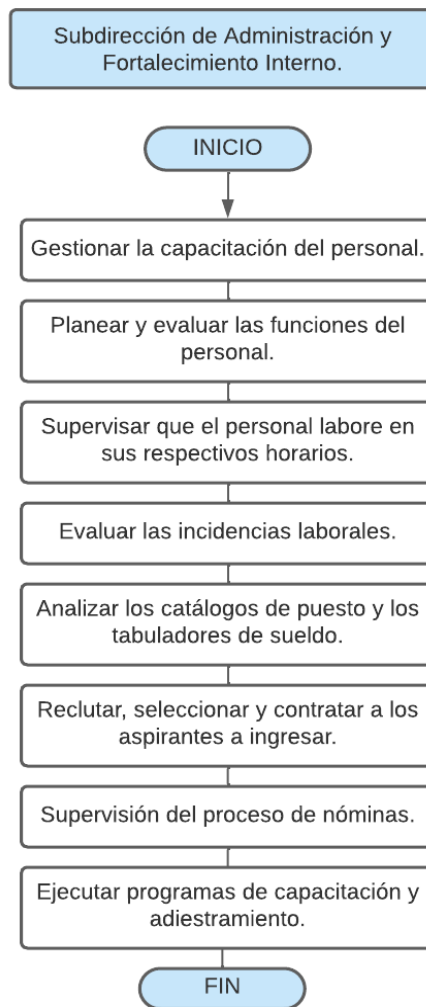 Subdirección de Administración y
Fortalecimiento Interno.
INICIO
Gestionar la capacitación del personal.
Planear y evaluar las funciones del
personal.
Supervisar que el personal labore en
sus respectivos horarios.
Evaluar las incidencias laborales.
Analizar los catálogos de puesto y los
tabuladores de sueldo.
Reclutar, seleccionar y contratar a los
aspirantes a ingresar.
Supervisión del proceso de nóminas.
Ejecutar programas de capacitación y
adiestramiento.
FIN